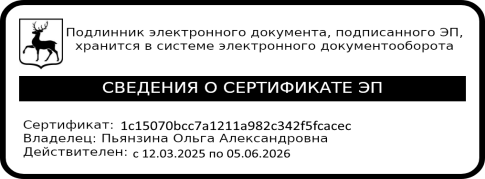 Подлинник электронного документа, подписанного ЭП,
хранится в системе электронного документооборота
СВЕДЕНИЯ О СЕРТИФИКАТЕ ЭП
Сертификат: 1c15070bcc7a1211a982c342f5fcacec
Владелец: Пьянзина Ольга Александровна
Действителен: с 12.03.2025 по 05.06.2026